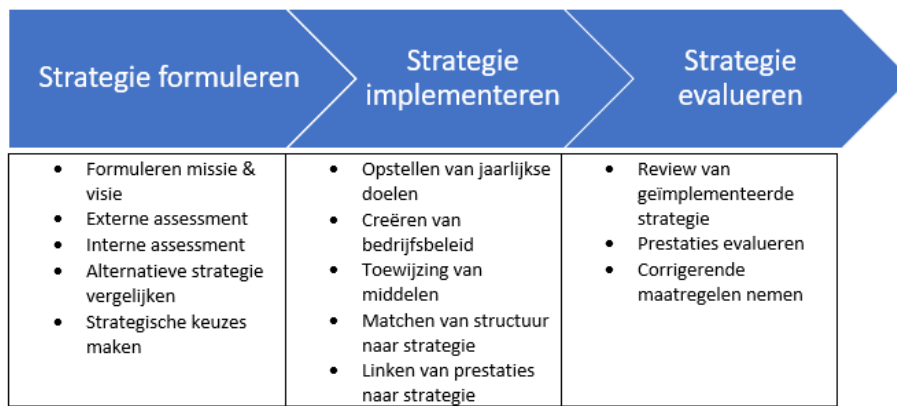 Strategie formuleren
Strategie
implementeren
Strategie
evalueren
• Formuleren missie &
visie
• Externe assessment
• Interne assessment
• Alternatieve strategie
vergelijken
• Strategische keuzes
maken
• Opstellen van jaarlijkse
doelen
• Creëren van
bedrijfsbeleid
• Toewijzing van
middelen
• Matchen van structuur
naar strategie
• Linken van prestaties
naar strategie
• Review van
geïmplementeerde
strategie
• Prestaties evalueren
• Corrigerende
maatregelen nemen